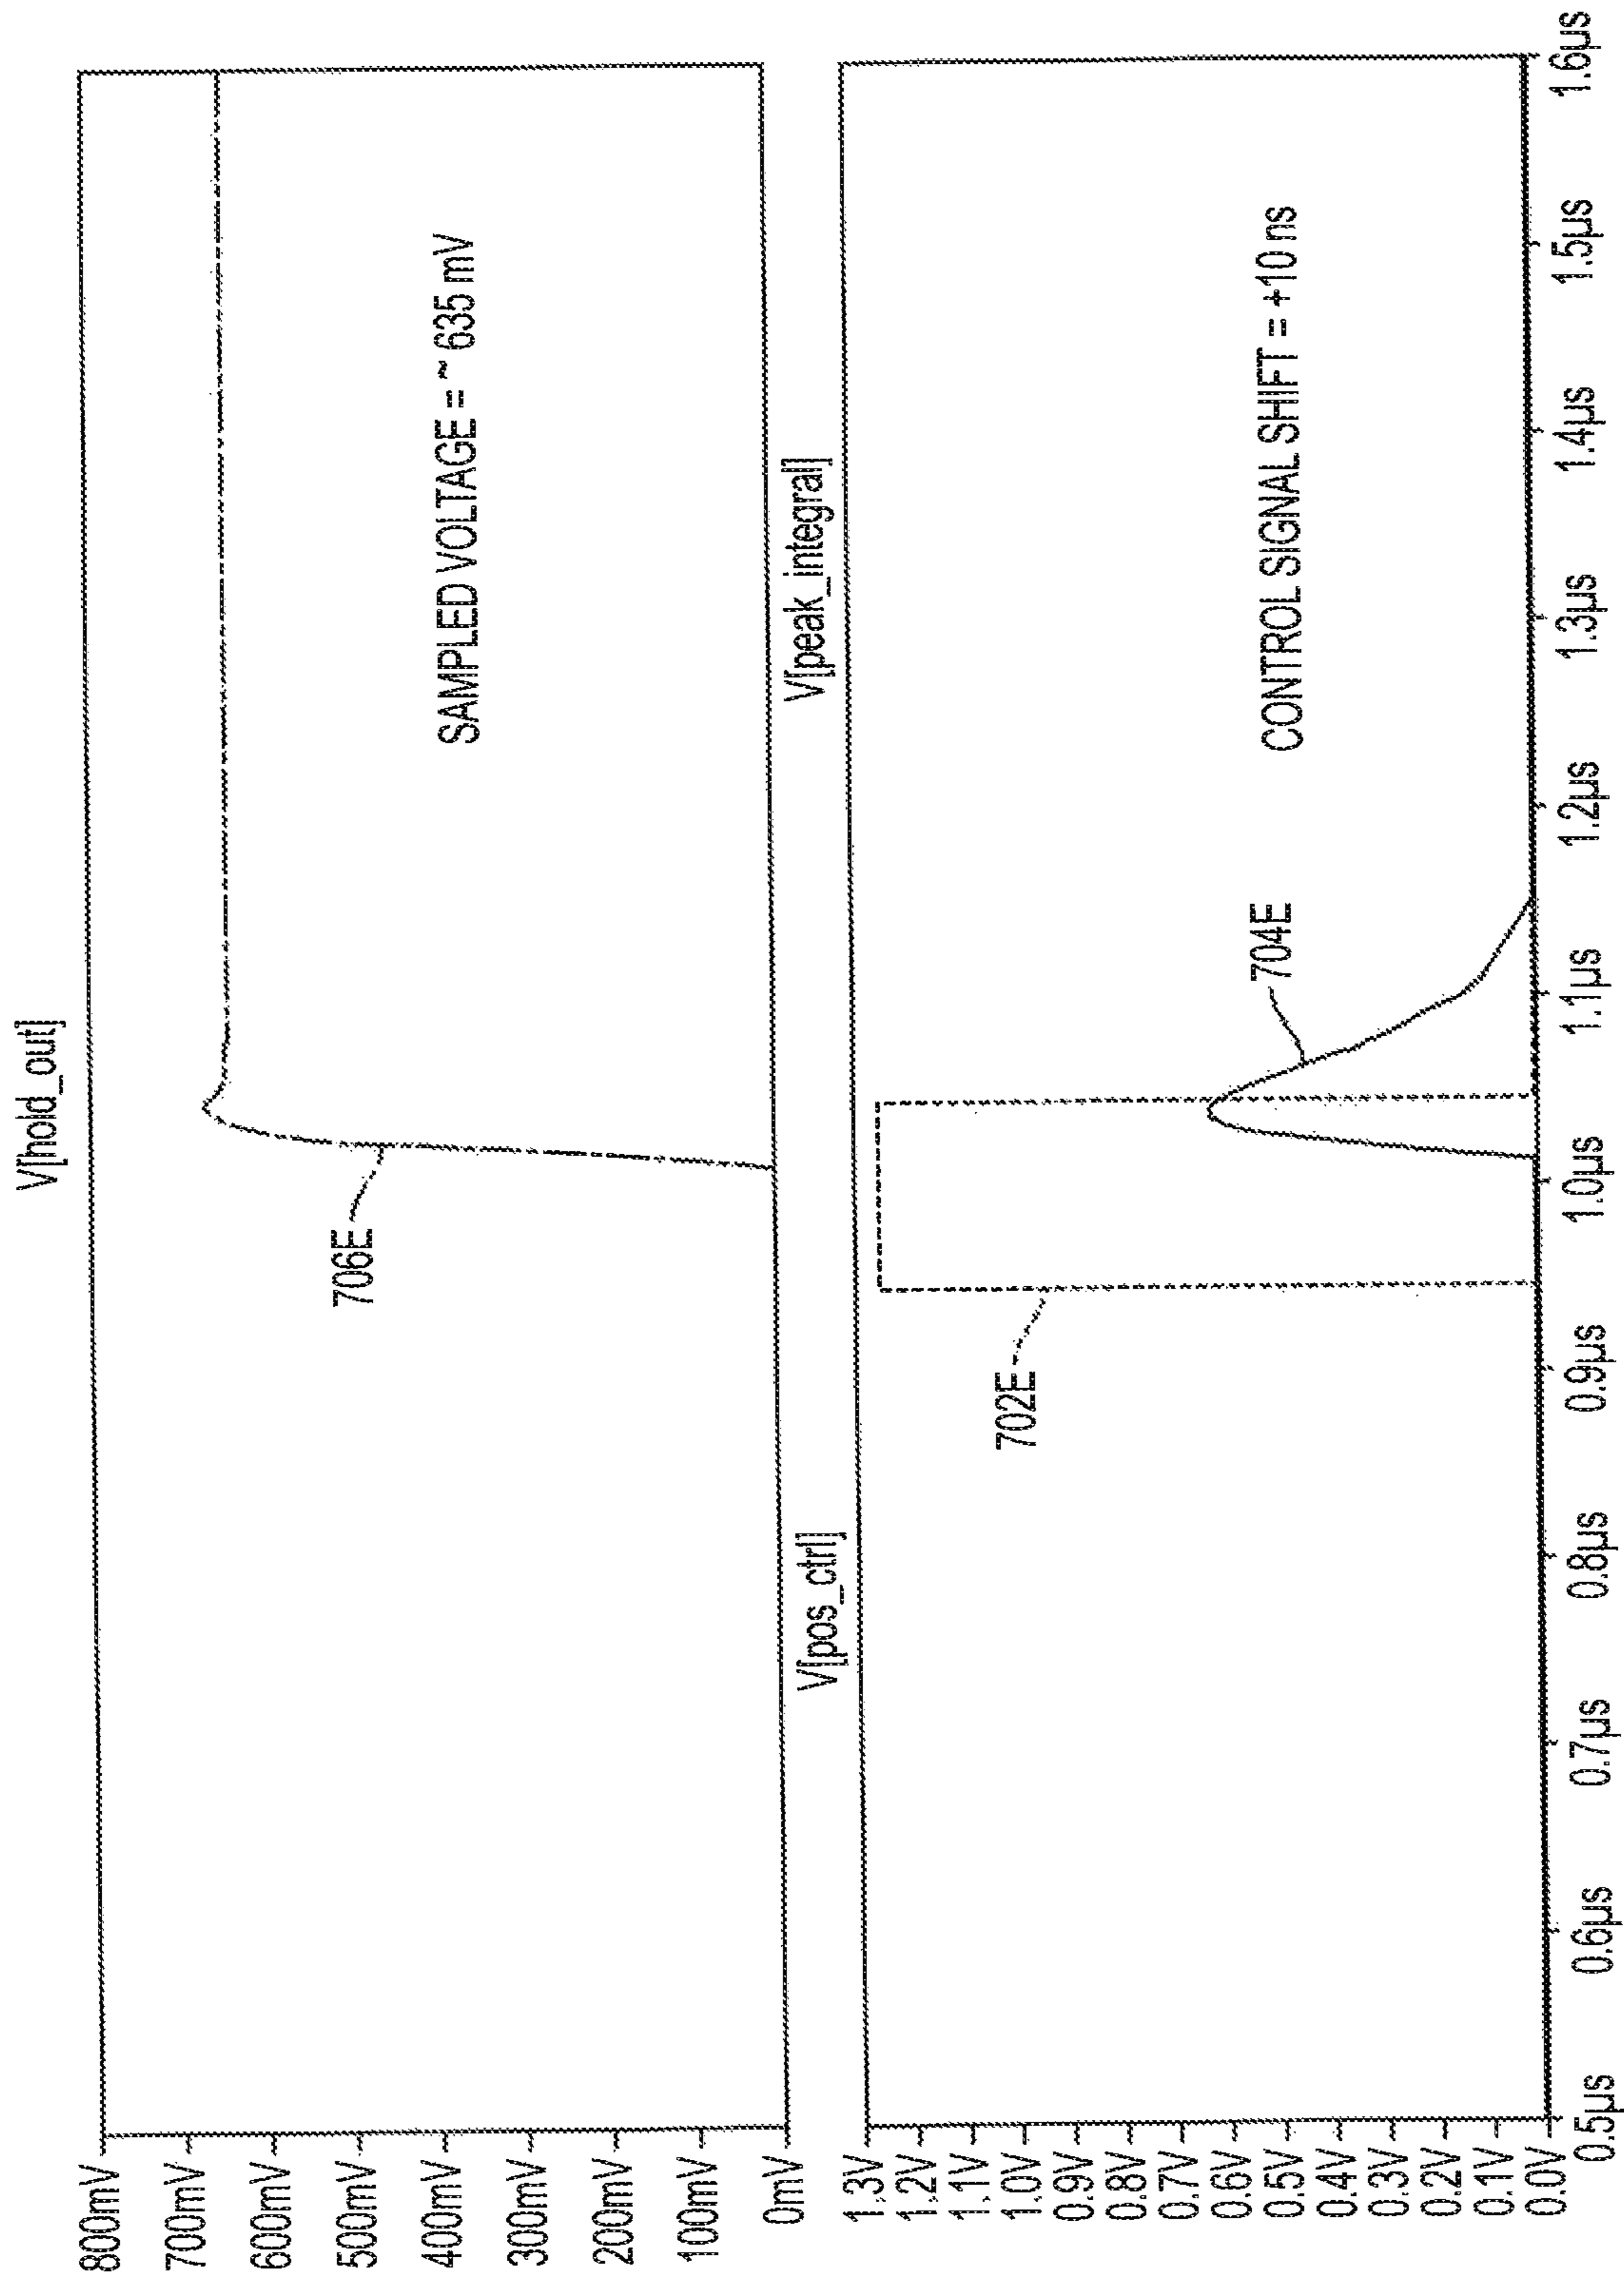 V[hold_out]
800mV
700mV
600mV
500mV
400mV
300mV
200mV
100mV
0mV
706E
SAMPLED VOLTAGE = ~ 635 mV
V[pos_ctrl]
V[peak_integral]
1.3V
1.2V
1.1V
1.0V
0.9V
0.8V
0.7V
0.6V
0.5V
0.4V
0.3V
0.2V
0.1V
0.0V
702E
704E
CONTROL SIGNAL SHIFT = +10 ns
0.5µs
0.6µs
0.7µs
0.8µs
0.9µs
1.0µs
1.1µs
1.2µs
1.3µs
1.4µs
1.5µs
1.6µs